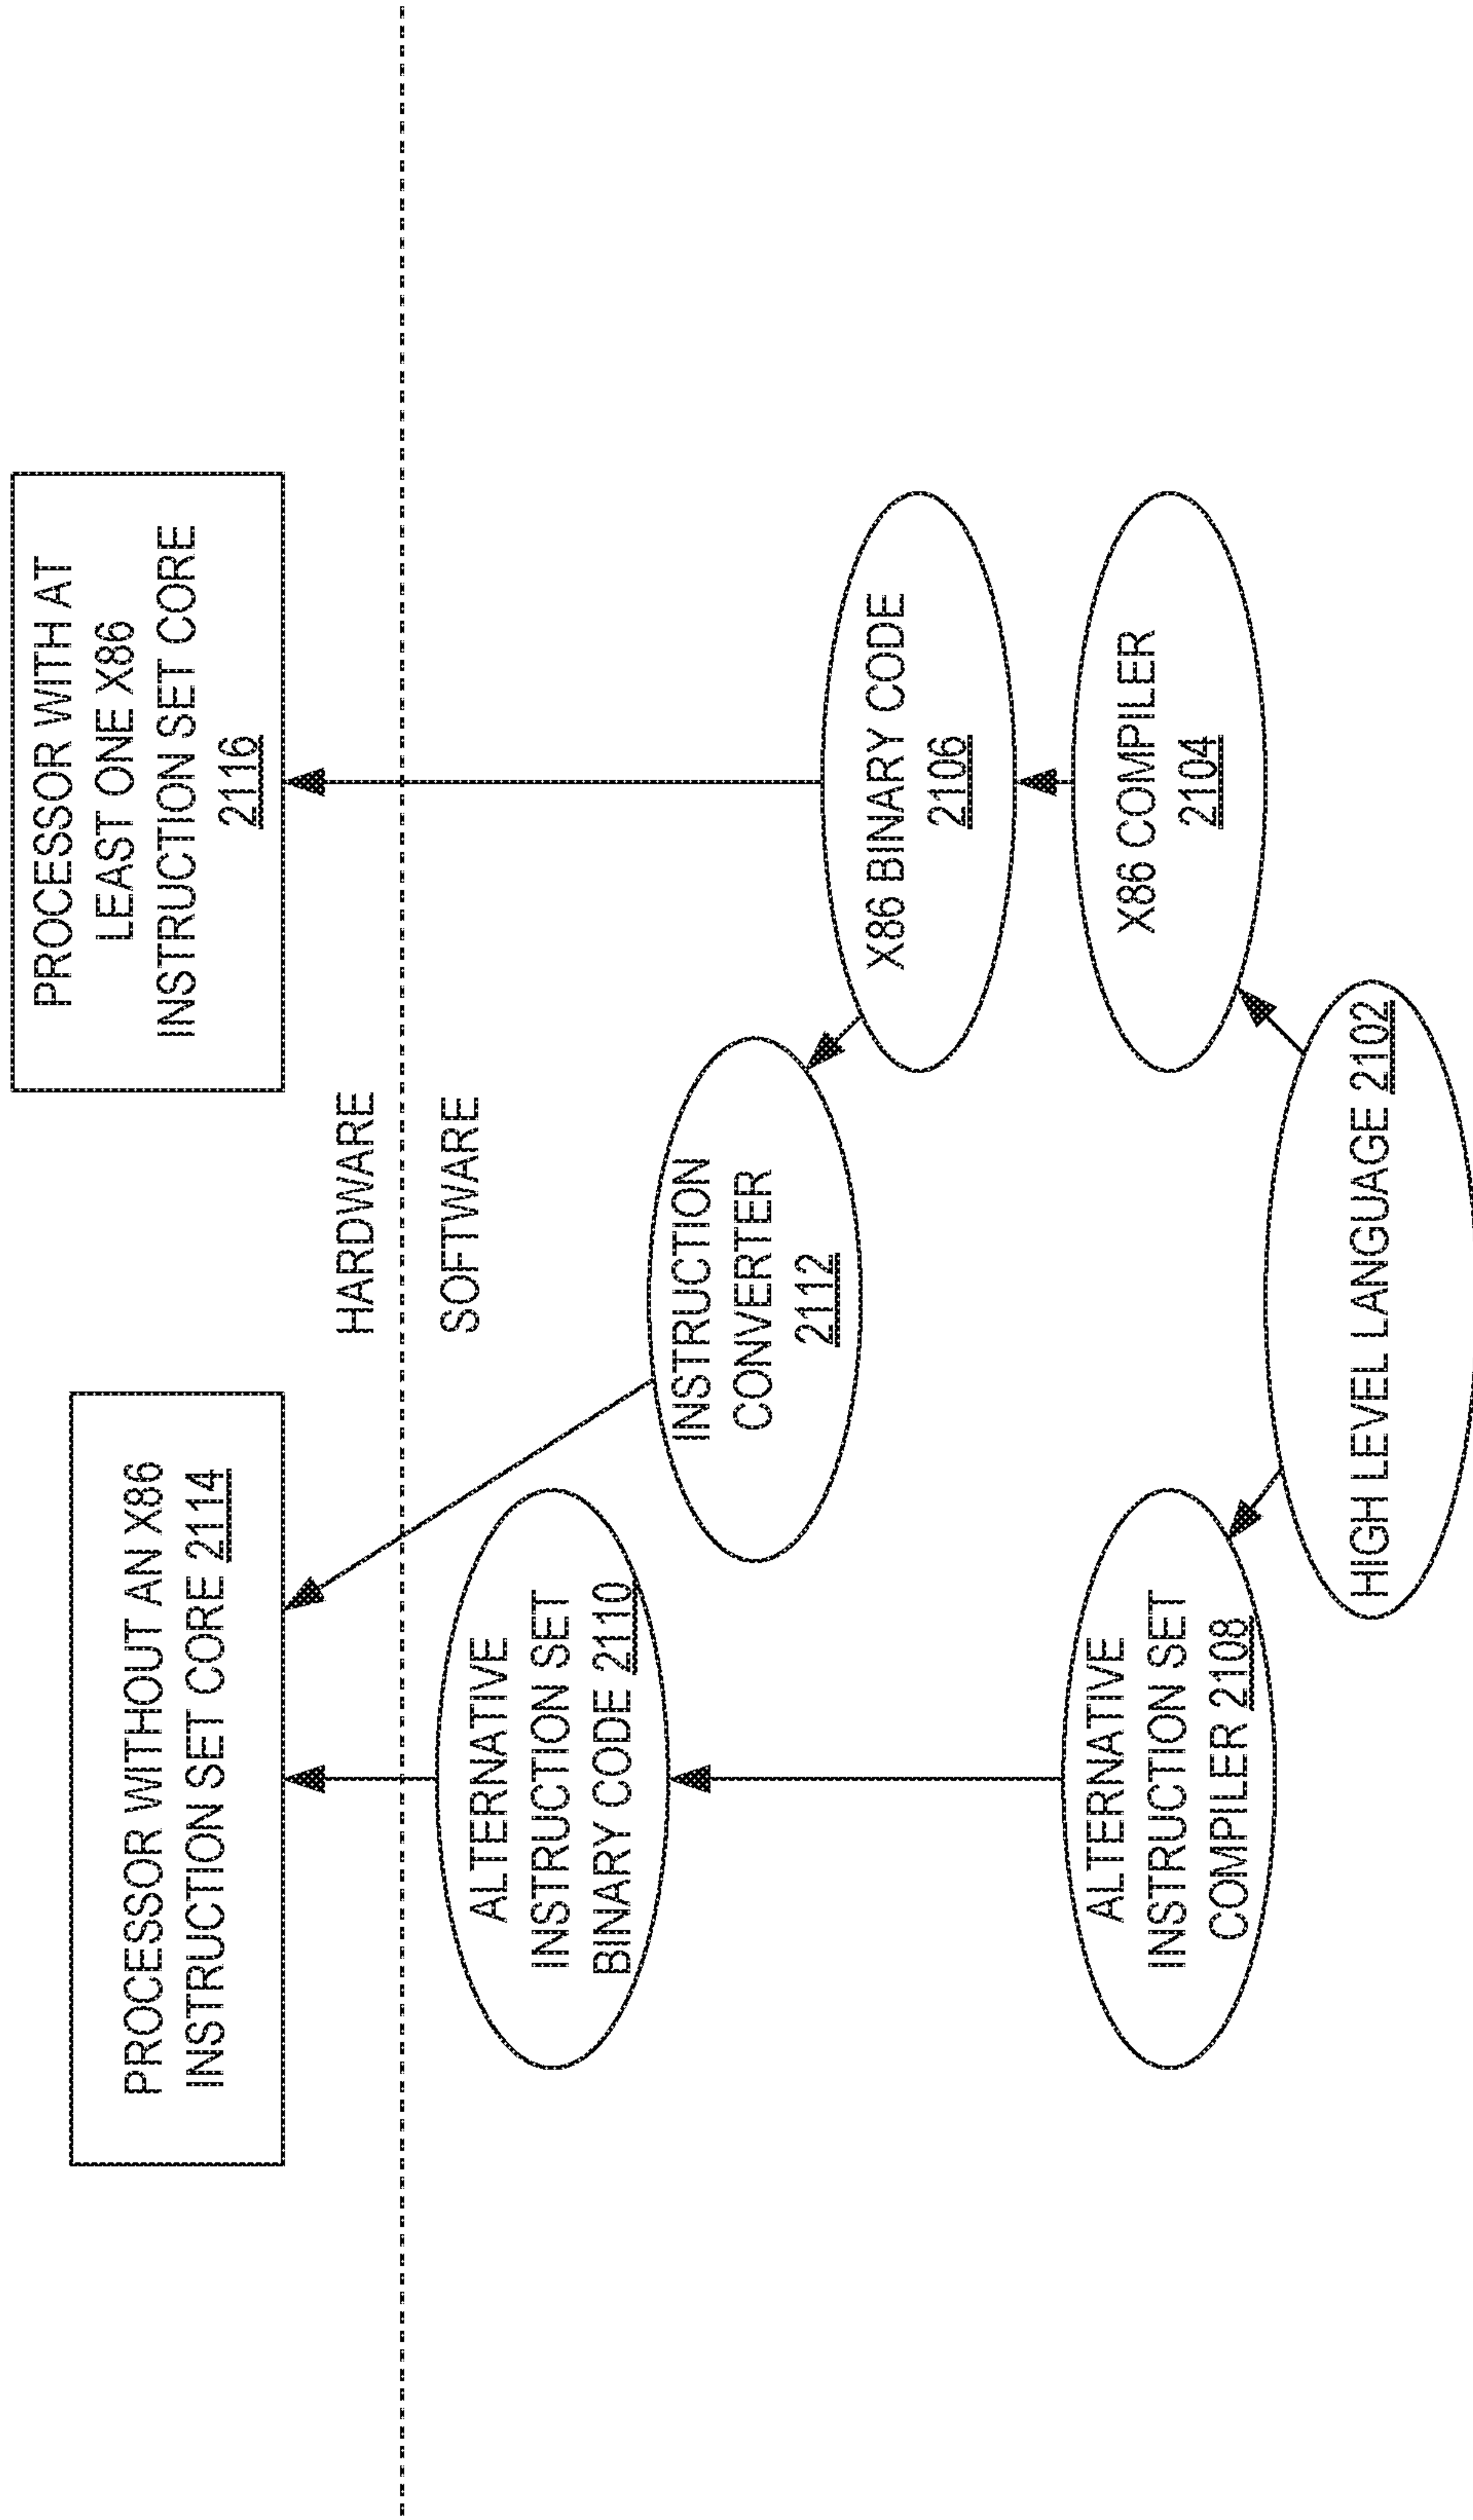 PROCESSOR WITHOUT AN X86
INSTRUCTION SET CORE 2114
PROCESSOR WITH AT
LEAST ONE X86
INSTRUCTION SET CORE
2116
HARDWARE
SOFTWARE
ALTERNATIVE
INSTRUCTION SET
BINARY CODE 2110
INSTRUCTION
CONVERTER
2112
X86 BINARY CODE
2106
ALTERNATIVE
INSTRUCTION SET
COMPILER 2108
X86 COMPILER
2104
HIGH LEVEL LANGUAGE 2102